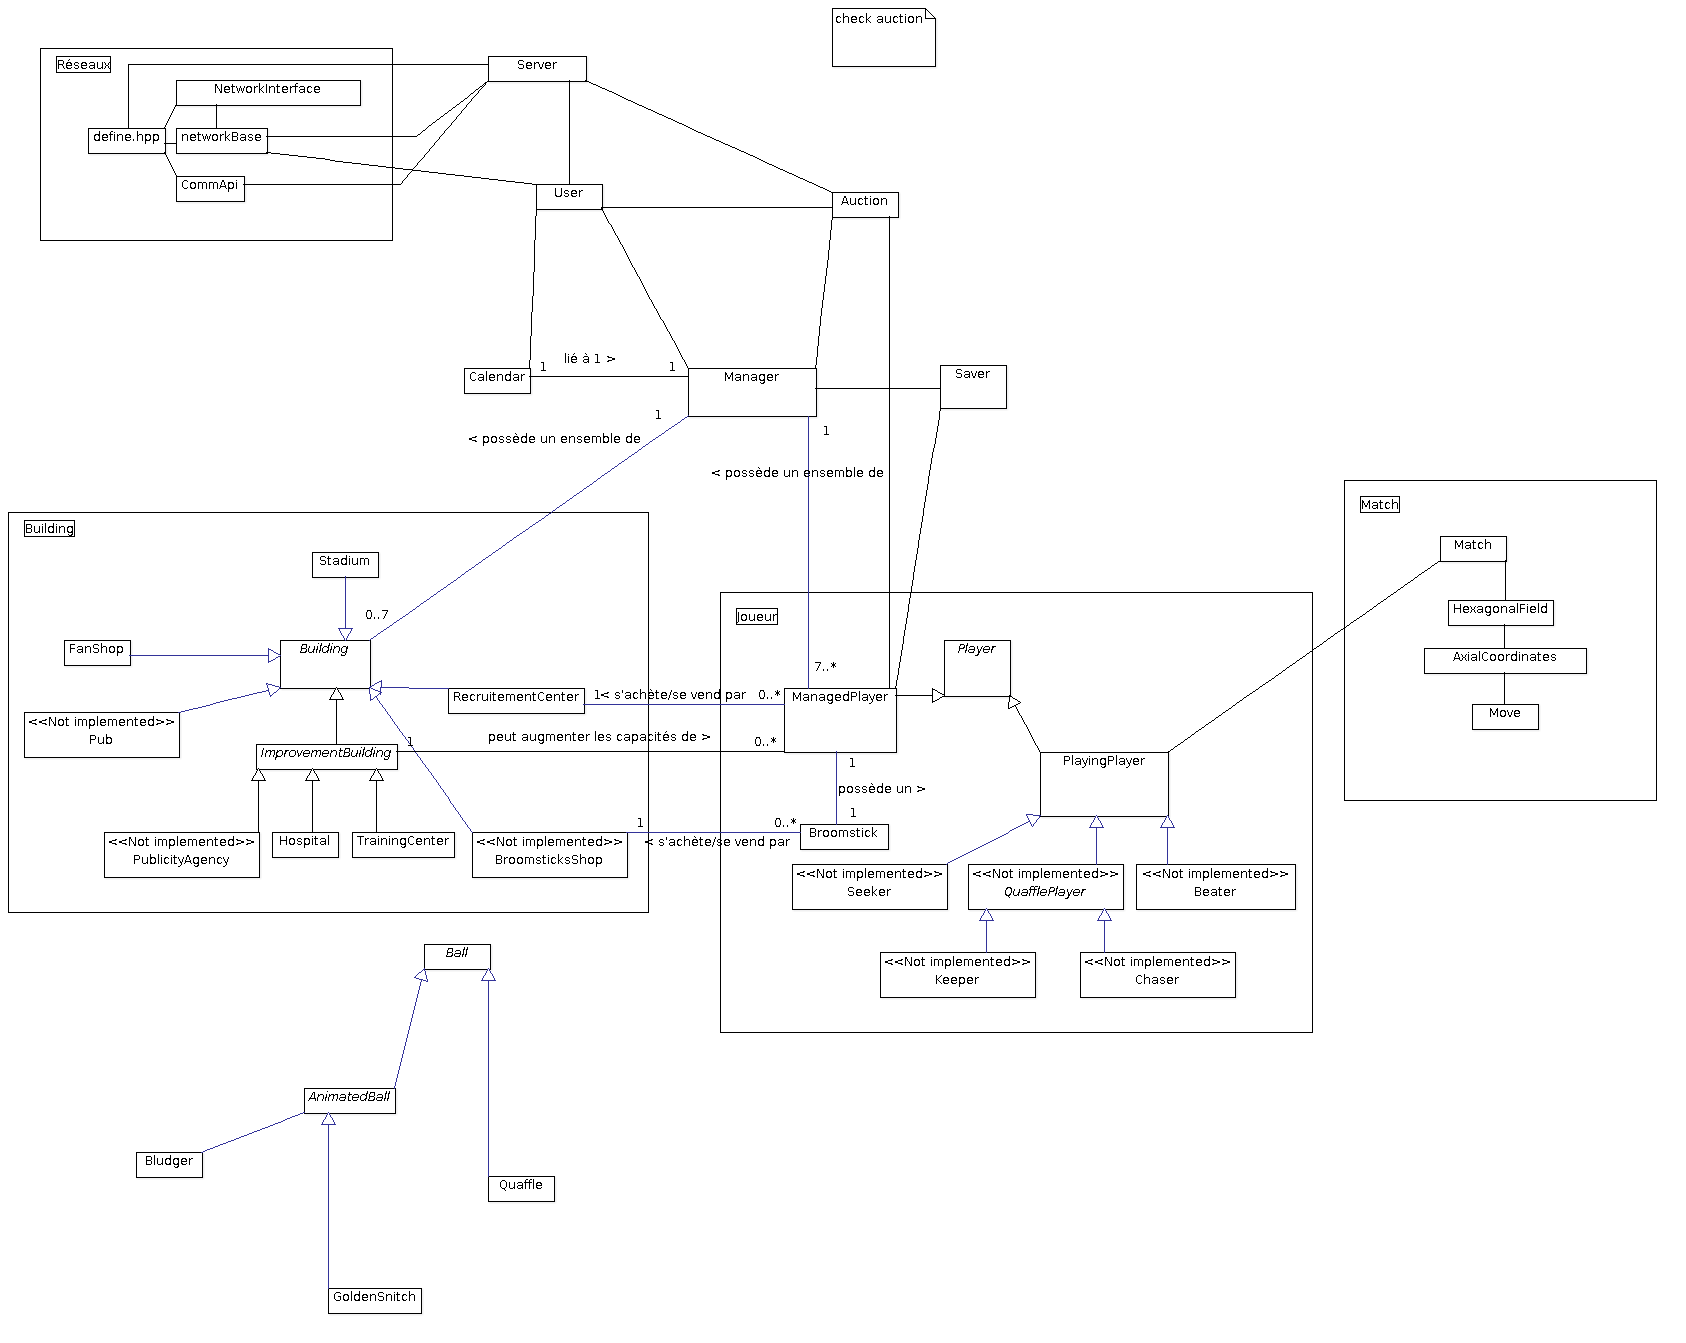 check auction
Réseaux
Server
NetworkInterface
define.hpp
networkBase
CommApi
User
Auction
1
lié à 1 >
1
Calendar
Manager
Saver
1
1
< possède un ensemble de
< possède un ensemble de
Building
Match
Stadium
Match
0..7
Joueur
HexagonalField
FanShop
Building
Player
AxialCoordinates
7..*
RecruitementCenter
1
< s'achète/se vend par
0..*
ManagedPlayer
Move
<<Not implemented>>
Pub
peut augmenter les capacités de >
1
0..*
ImprovementBuilding
1
PlayingPlayer
possède un >
1
1
0..*
<<Not implemented>>
PublicityAgency
Hospital
TrainingCenter
<<Not implemented>>
BroomsticksShop
< s'achète/se vend par
Broomstick
<<Not implemented>>
Seeker
<<Not implemented>>
QuafflePlayer
<<Not implemented>>
Beater
<<Not implemented>>
Keeper
<<Not implemented>>
Chaser
Ball
AnimatedBall
Bludger
Quaffle
GoldenSnitch